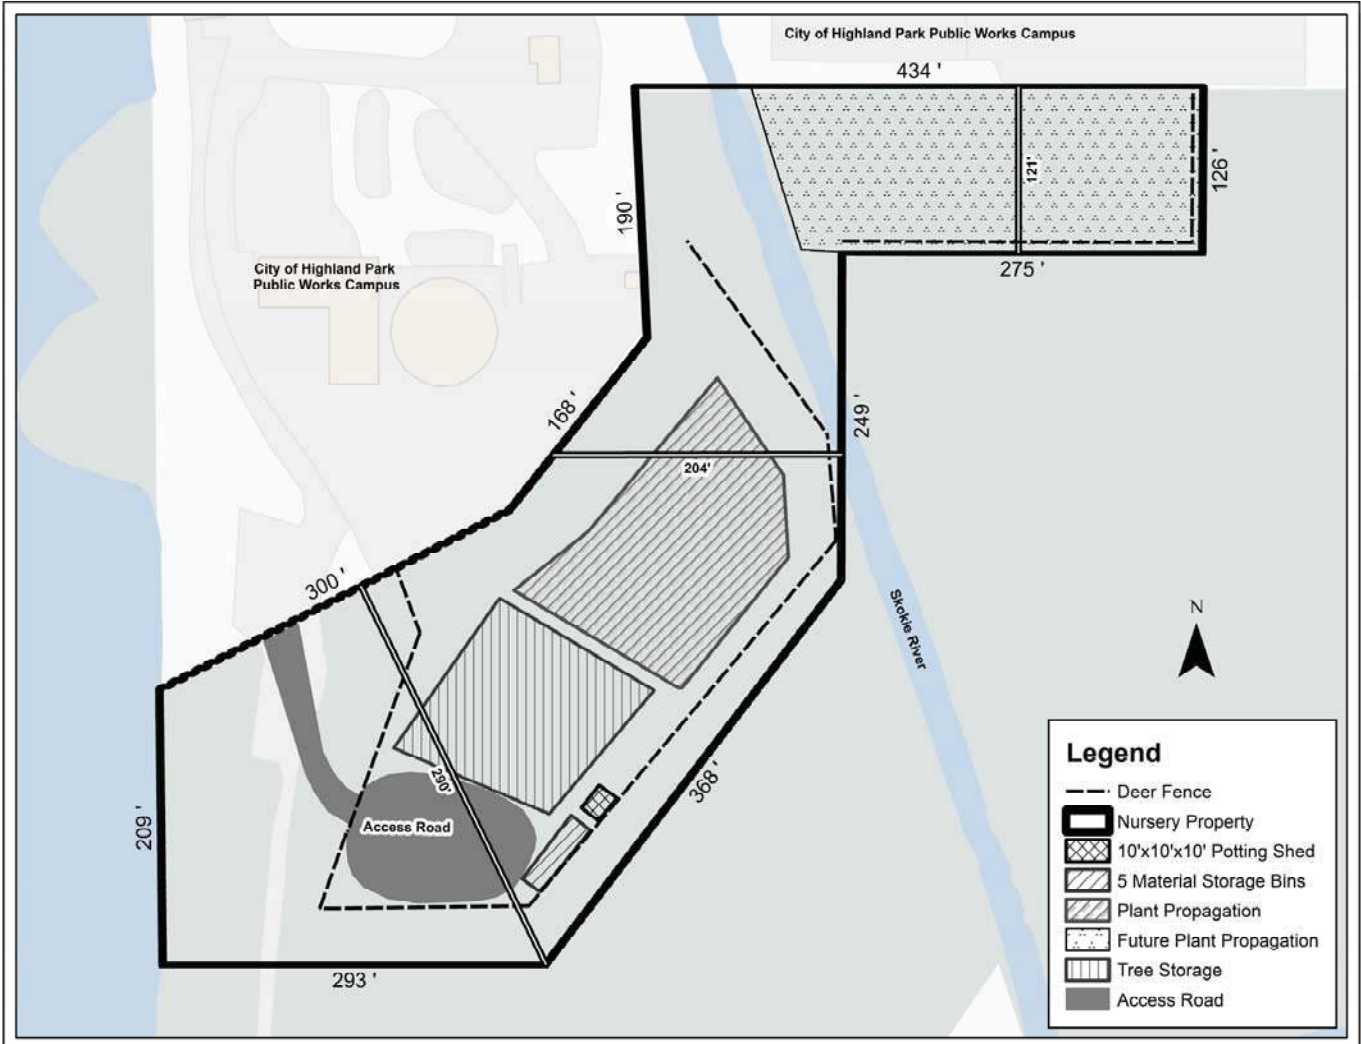 City of Highland Park Public Works Campus
434 '
121'
126 '
190 '
275 '
City of Highland Park
Public Works Campus
168 '
249 '
204'
300 '
Skokie River
N
290'
368 '
209 '
Access Road
293 '
Legend
Deer Fence
Nursery Property
10'x10'x10' Potting Shed
5 Material Storage Bins
Plant Propagation
Future Plant Propagation
Tree Storage
Access Road